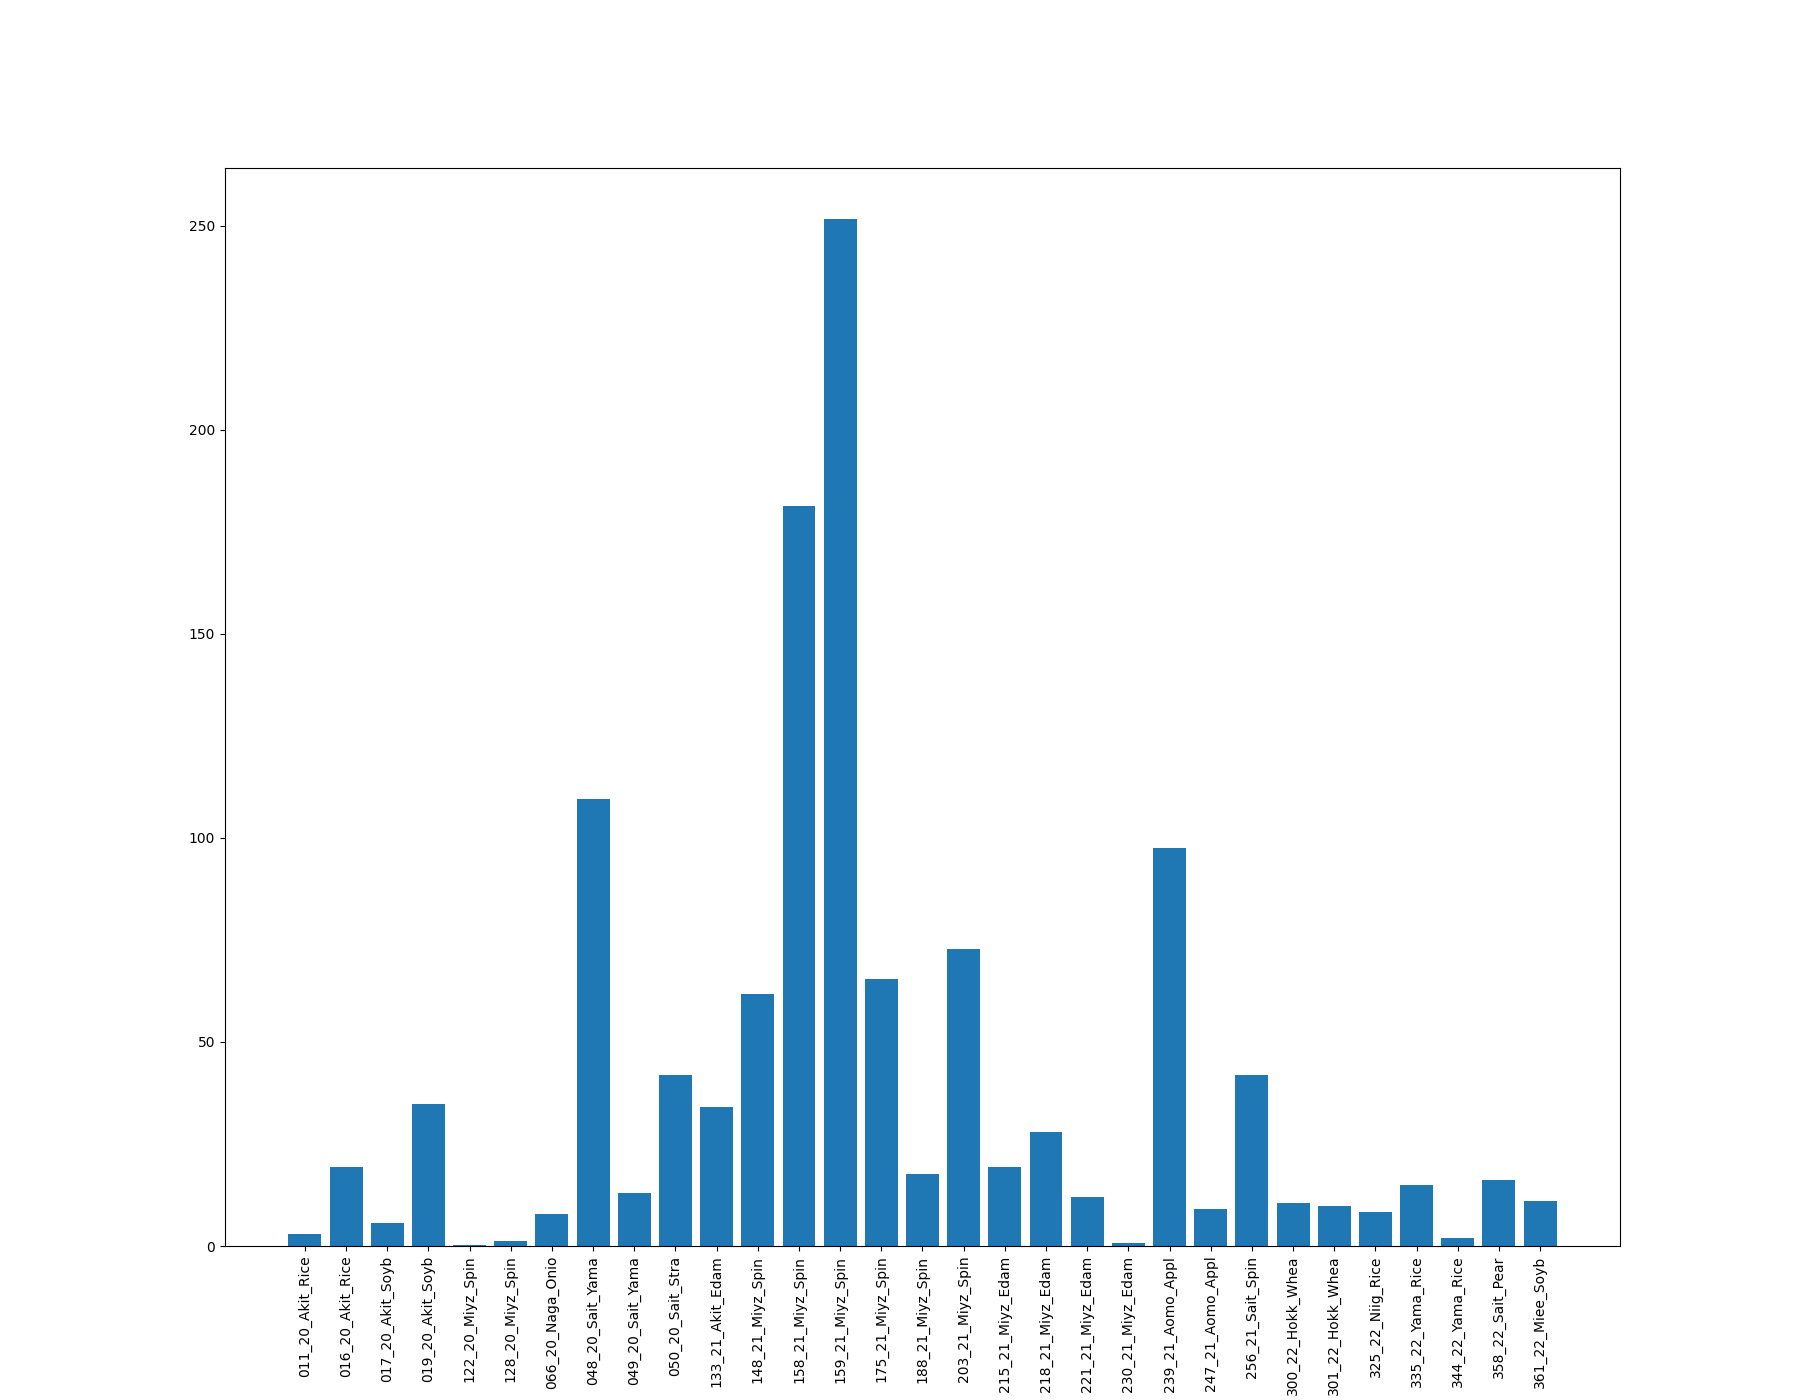 250
200
150
100
50
0
011_20_Akit_Rice
016_20_Akit_Rice
017_20_Akit_Soyb
019_20_Akit_Soyb
122_20_Miyz_Spin
128_20_Miyz_Spin
066_20_Naga_Onio
048_20_Sait_Yama
049_20_Sait_Yama
050_20_Sait_Stra
133_21_Akit_Edam
148_21_Miyz_Spin
158_21_Miyz_Spin
159_21_Miyz_Spin
175_21_Miyz_Spin
188_21_Miyz_Spin
203_21_Miyz_Spin
215_21_Miyz_Edam
218_21_Miyz_Edam
221_21_Miyz_Edam
230_21_Miyz_Edam
239_21_Aomo_Appl
247_21_Aomo_Appl
256_21_Sait_Spin
300_22_Hokk_Whea
301_22_Hokk_Whea
325_22_Niig_Rice
335_22_Yama_Rice
344_22_Yama_Rice
358_22_Sait_Pear
361_22_Miee_Soyb